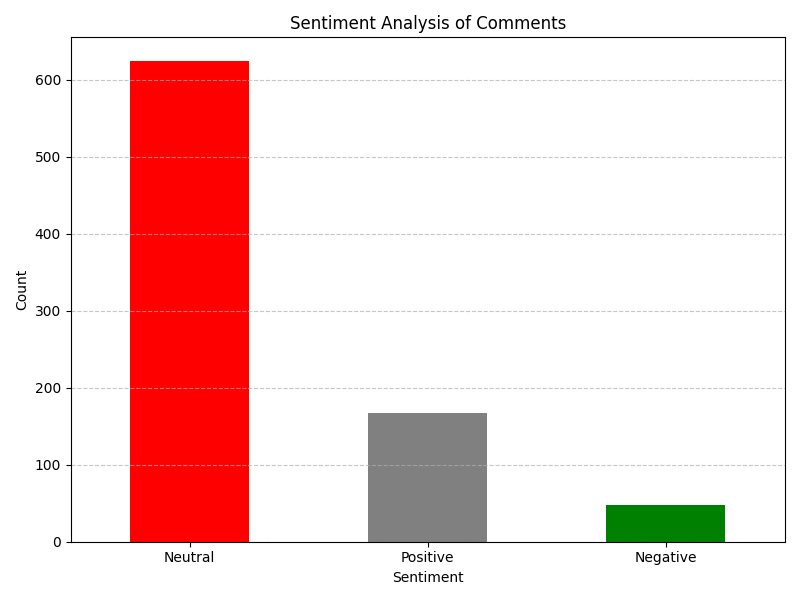 Sentiment Analysis of Comments
600
500
400
300
200
100
0
Count
Neutral Positive Negative
Sentiment